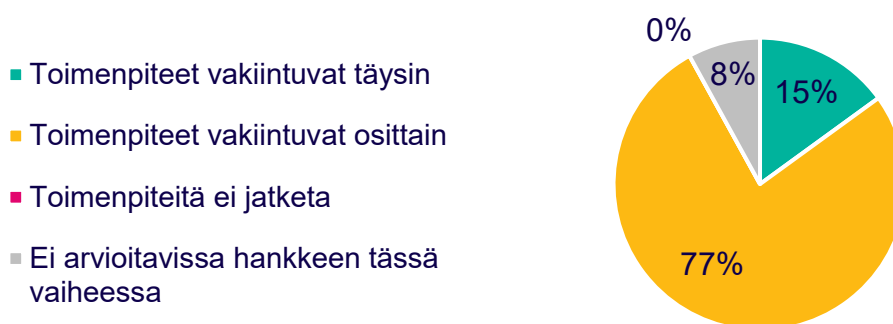 Toimenpiteet vakiintuvat täysin
Toimenpiteet vakiintuvat osittain
Toimenpiteitä ei jatketa
Ei arvioitavissa hankkeen tässä
vaiheessa
0%
8%
15%
77%